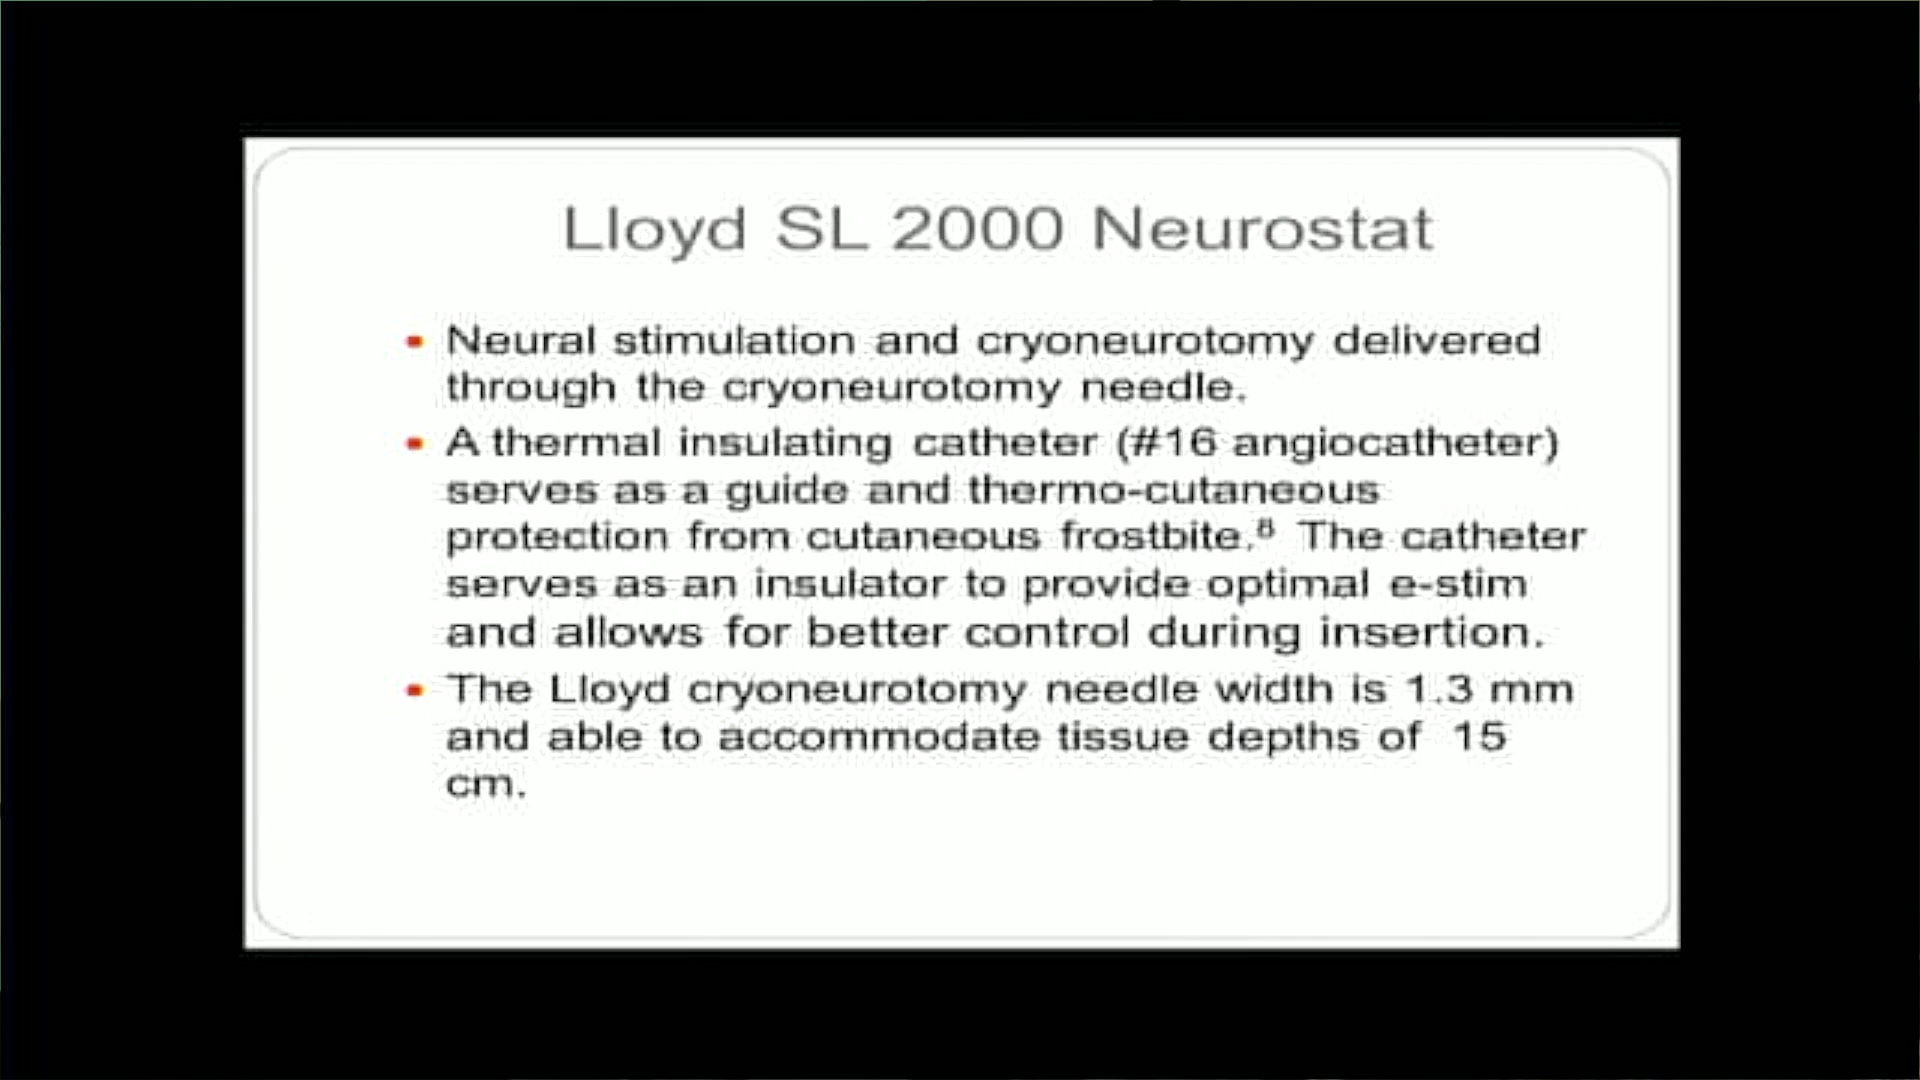 Lloyd SL 2000 Neurostat
• Neural stimulation and cryoneurotomy delivered
through the cryoneurotomy needle.
• A thermal insulating catheter (#16 angiocatheter)
serves as a guide and thermo-cutaneous
protection from cutaneous frostbite.⁸ The catheter
serves as an insulator to provide optimal e-stim
and allows for better control during insertion.
• The Lloyd cryoneurotomy needle width is 1.3 mm
and able to accommodate tissue depths of 15
cm.